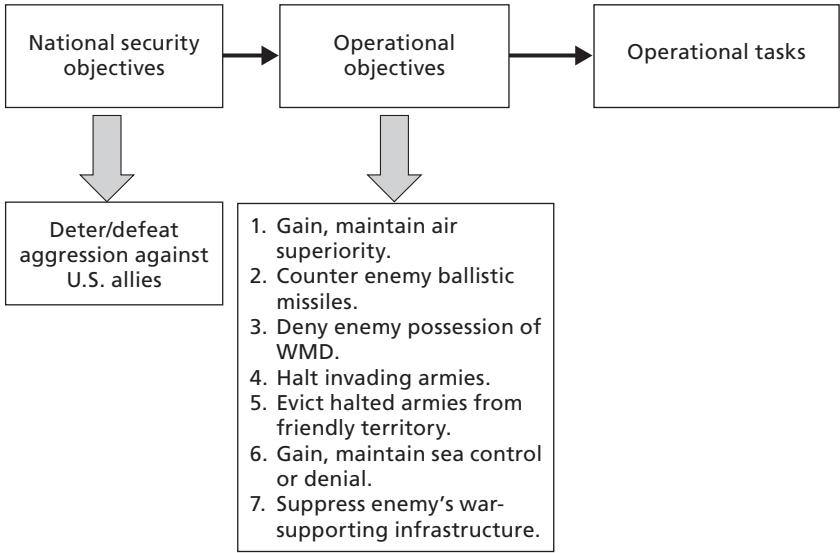 National security
objectives
Operational
objectives
Operational tasks
Deter/defeat
aggression against
U.S. allies
1. Gain, maintain air
superiority.
2. Counter enemy ballistic
missiles.
3. Deny enemy possession of
WMD.
4. Halt invading armies.
5. Evict halted armies from
friendly territory.
6. Gain, maintain sea control
or denial.
7. Suppress enemy’s war-
supporting infrastructure.